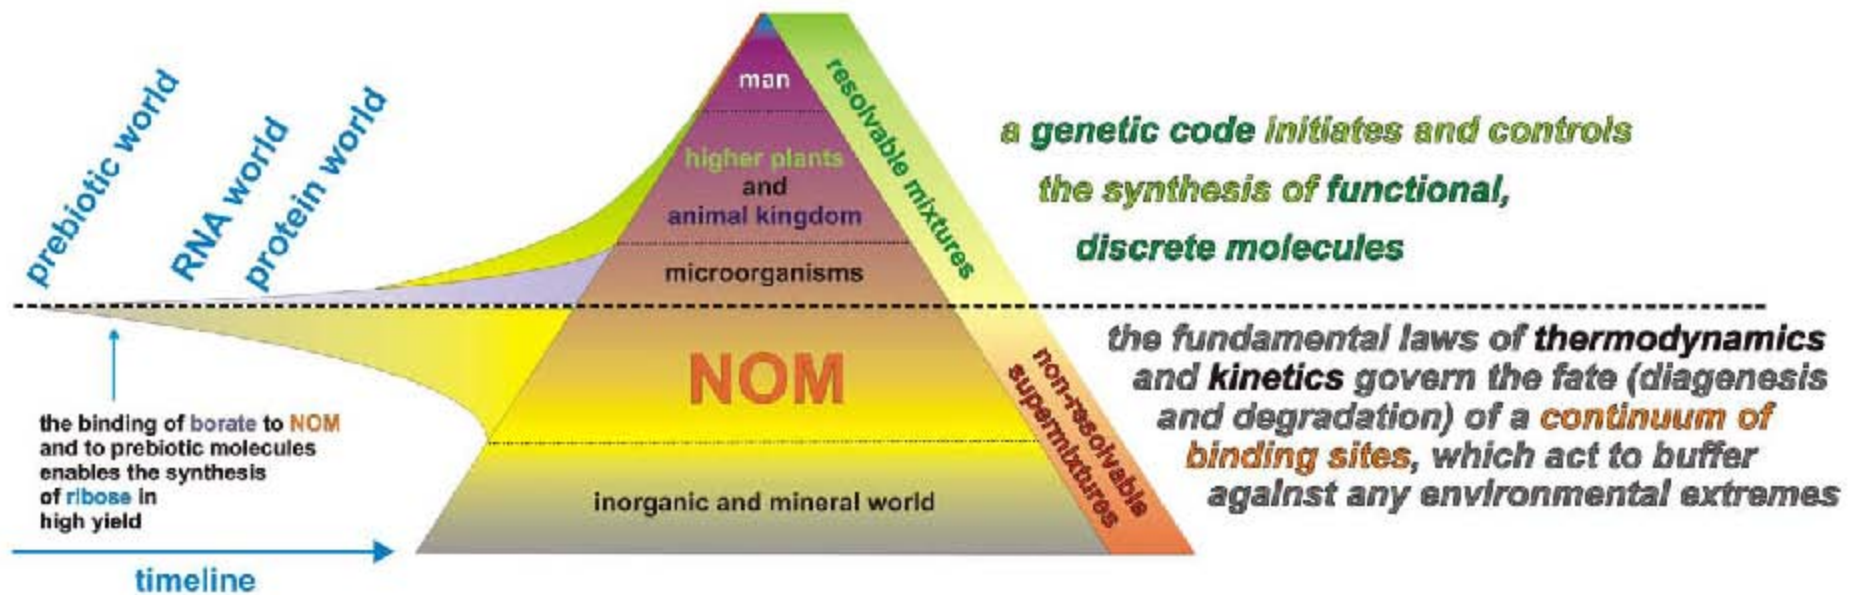 prebiotic world
RNA world
protein world
man
higher plants
and
animal kingdom
microorganisms
NOM
inorganic and mineral world
resolvable mixtures
non-resolvable
supermixtures
a genetic code initiates and controls
the synthesis of functional,
discrete molecules
the fundamental laws of thermodynamics
and kinetics govern the fate (diagenesis
and degradation) of a continuum of
binding sites, which act to buffer
against any environmental extremes
the binding of borate to NOM
and to prebiotic molecules
enables the synthesis
of ribose in
high yield
timeline